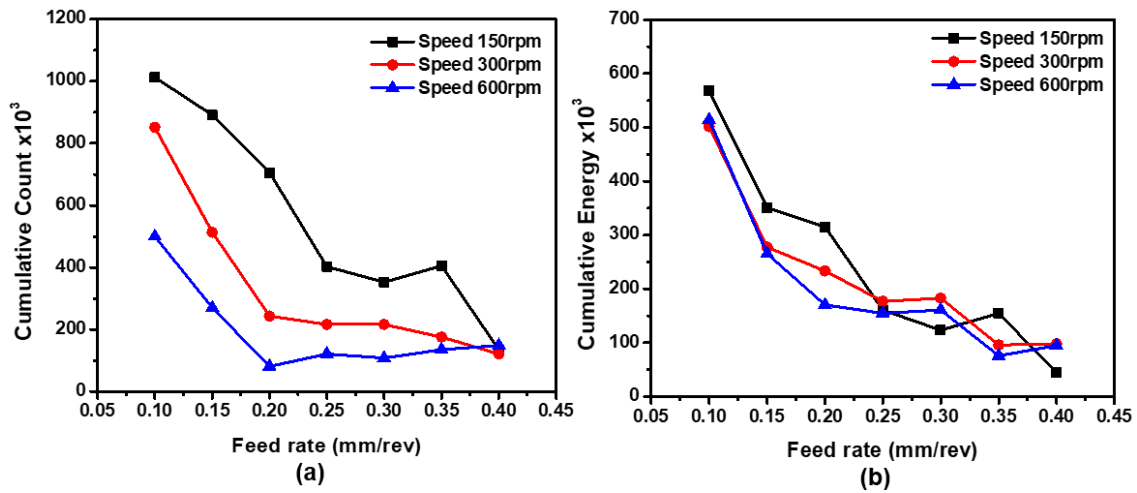 1200
1000
800
600
400
200
0
Cumulative Count x10³
Speed 150rpm
Speed 300rpm
Speed 600rpm
0.05 0.10 0.15 0.20 0.25 0.30 0.35 0.40 0.45
Feed rate (mm/rev)
(a)
700
600
500
400
300
200
100
0
Cumulative Energy x10³
Speed 150rpm
Speed 300rpm
Speed 600rpm
0.05 0.10 0.15 0.20 0.25 0.30 0.35 0.40 0.45
Feed rate (mm/rev)
(b)